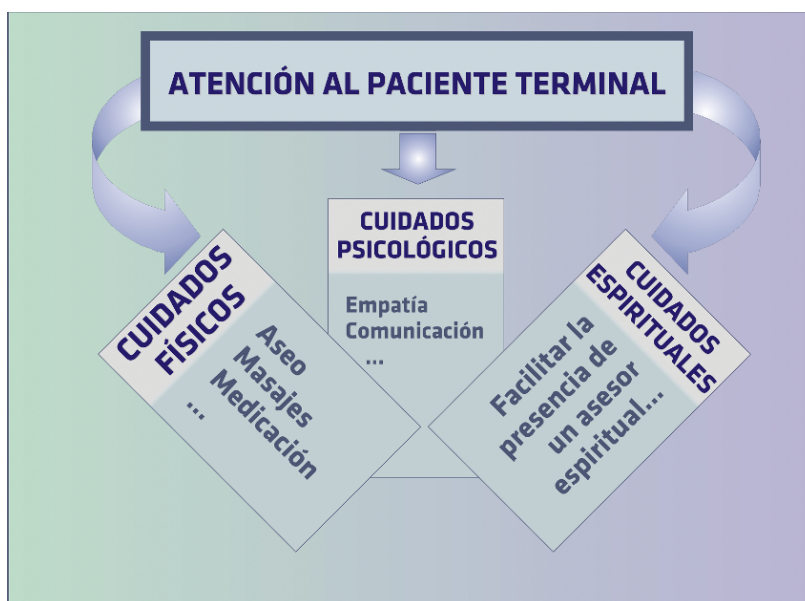 ATENCIÓN AL PACIENTE TERMINAL
CUIDADOS
FÍSICOS
Aseo
Masajes
Medicación
...
CUIDADOS
PSICOLÓGICOS
Empatía
Comunicación
...
CUIDADOS
ESPIRITUALES
Facilitar la
presencia de
un asesor
espiritual...